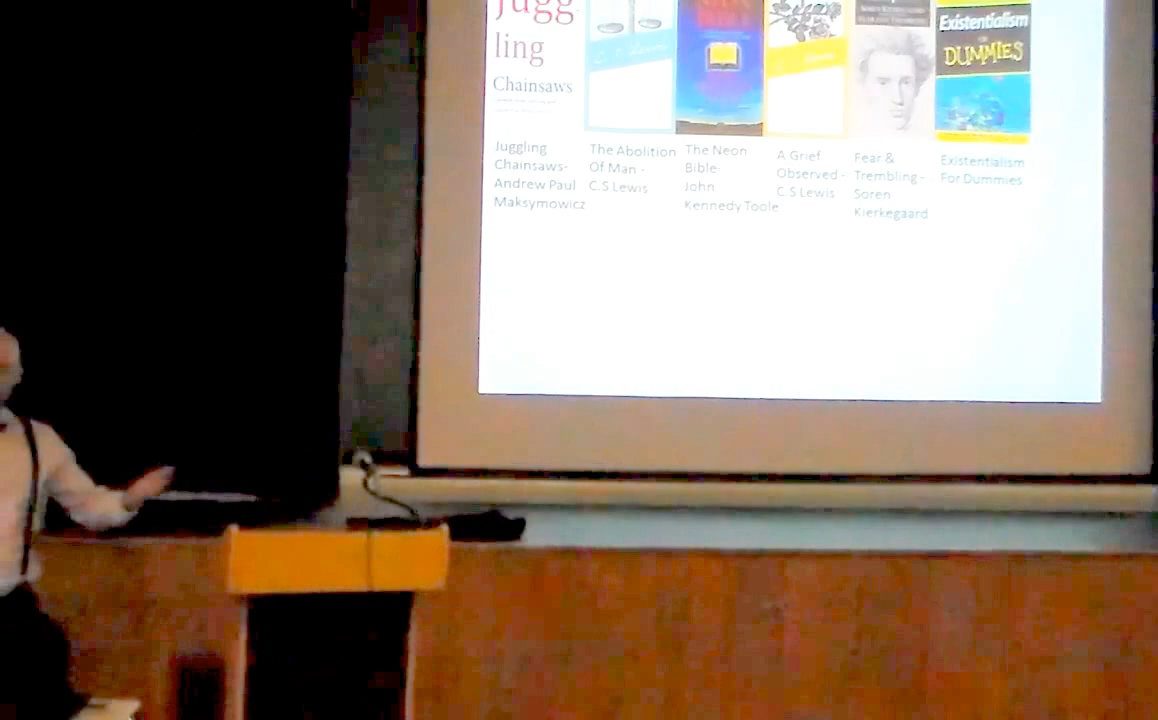 Jugg
ling
Chainsaws
Existentialism
DUMMIES
Juggling
Chainsaws-
Andrew Paul
Maksymowicz
The Abolition
Of Man -
C.S Lewis
The Neon
Bible-
John
Kennedy Toole
A Grief
Observed -
C.S Lewis
Fear &
Trembling -
Soren
Kierkegaard
Existentialism
For Dummies